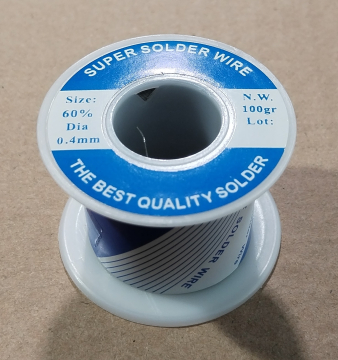 SUPER SOLDER WIRE
Size:
60%
Dia
0.4mm
N.W.
100gr
Lot:
THE BEST QUALITY SOLDER
SOLDER WIRE